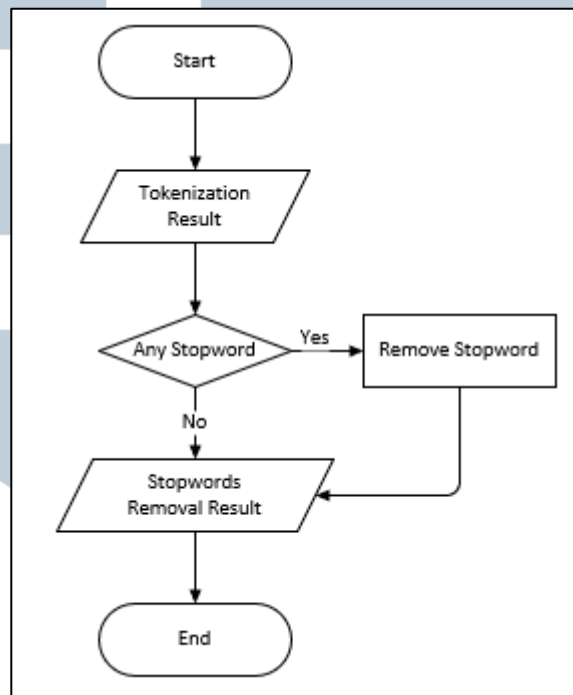 Start
Tokenization
Result
Any Stopword
Yes
Remove Stopword
No
Stopwords
Removal Result
End